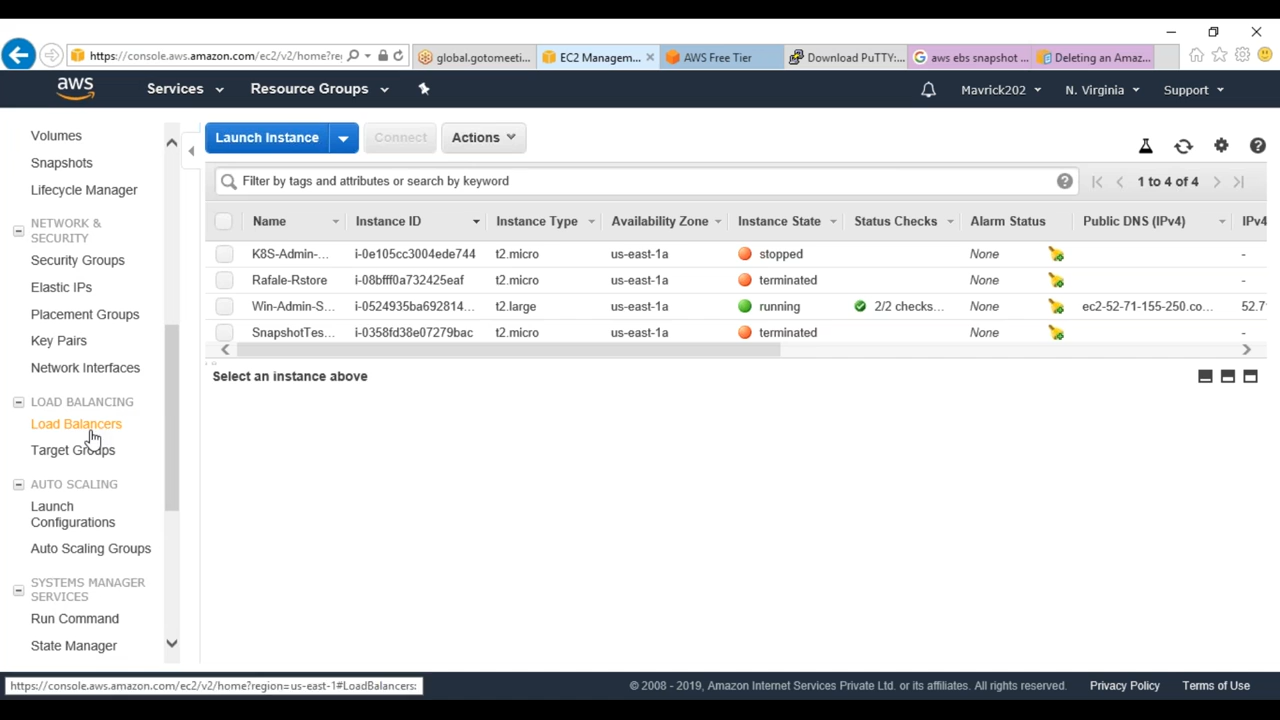 https://console.aws.amazon.com/ec2/v2/home?re
global.gotomeeti...
EC2 Managem...
AWS Free Tier
Download PuTTY:...
aws ebs snapshot ...
Deleting an Amaz...
aws
Services
Resource Groups
Mavrick202
N. Virginia
Support
Volumes
Snapshots
Lifecycle Manager
NETWORK &
SECURITY
Security Groups
Elastic IPs
Placement Groups
Key Pairs
Network Interfaces
LOAD BALANCING
Load Balancers
Target Groups
AUTO SCALING
Launch
Configurations
Auto Scaling Groups
SYSTEMS MANAGER
SERVICES
Run Command
State Manager
Launch Instance
Connect
Actions
Filter by tags and attributes or search by keyword
1 to 4 of 4
Name Instance ID Instance Type Availability Zone Instance State Status Checks Alarm Status Public DNS (IPv4) IPv4
K8S-Admin-... i-0e105cc3004ede744 t2.micro us-east-1a stopped None -
Rafale-Rstore i-08bfff0a732425eaf t2.micro us-east-1a terminated None -
Win-Admin-S... i-0524935ba692814... t2.large us-east-1a running 2/2 checks... None ec2-52-71-155-250.co... 52.7
SnapshotTes... i-0358fd38e07279bac t2.micro us-east-1a terminated None -
Select an instance above
https://console.aws.amazon.com/ec2/v2/home?region=us-east-1#LoadBalancers:
© 2008 - 2019, Amazon Internet Services Private Ltd. or its affiliates. All rights reserved.
Privacy Policy
Terms of Use